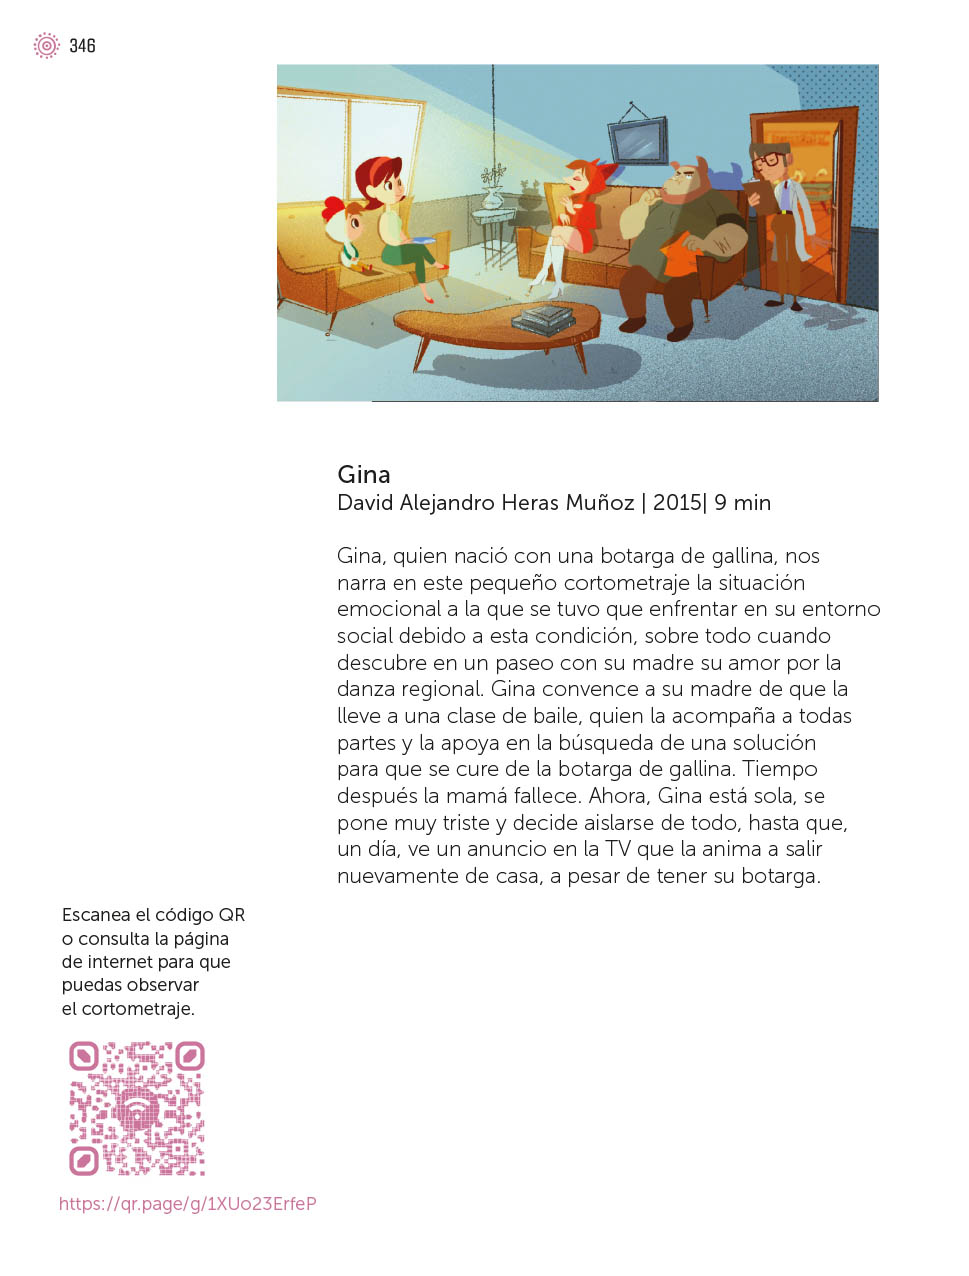 346
Gina
David Alejandro Heras Muñoz | 2015| 9 min
Gina, quien nació con una botarga de gallina, nos
narra en este pequeño cortometraje la situación
emocional a la que se tuvo que enfrentar en su entorno
social debido a esta condición, sobre todo cuando
descubre en un paseo con su madre su amor por la
danza regional. Gina convence a su madre de que la
lleve a una clase de baile, quien la acompaña a todas
partes y la apoya en la búsqueda de una solución
para que se cure de la botarga de gallina. Tiempo
después la mamá fallece. Ahora, Gina está sola, se
pone muy triste y decide aislarse de todo, hasta que,
un día, ve un anuncio en la TV que la anima a salir
nuevamente de casa, a pesar de tener su botarga.
Escanea el código QR
o consulta la página
de internet para que
puedas observar
el cortometraje.
https://qr.page/g/1XUo23ErfeP